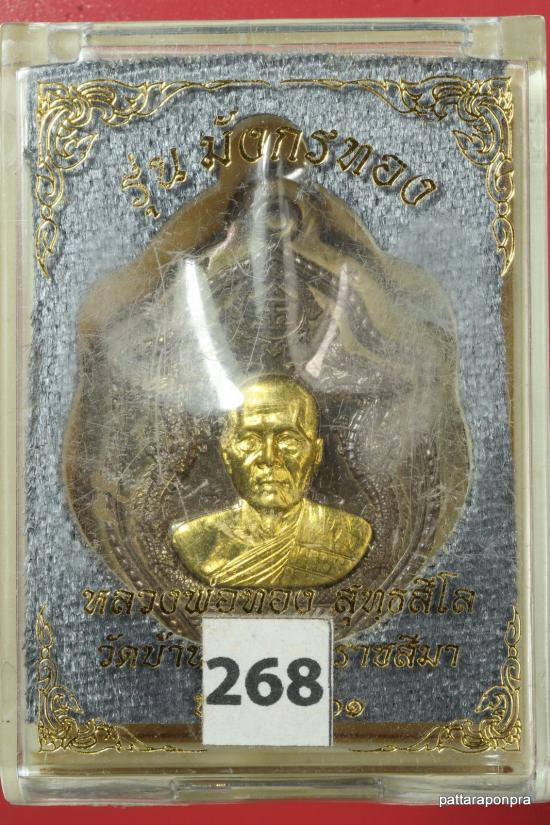 รุ่น มังกรทอง
หลวงพ่อทอง สุทฺธสีโล
วัดบ้าน ราชสีมา
268
pattaraponpra